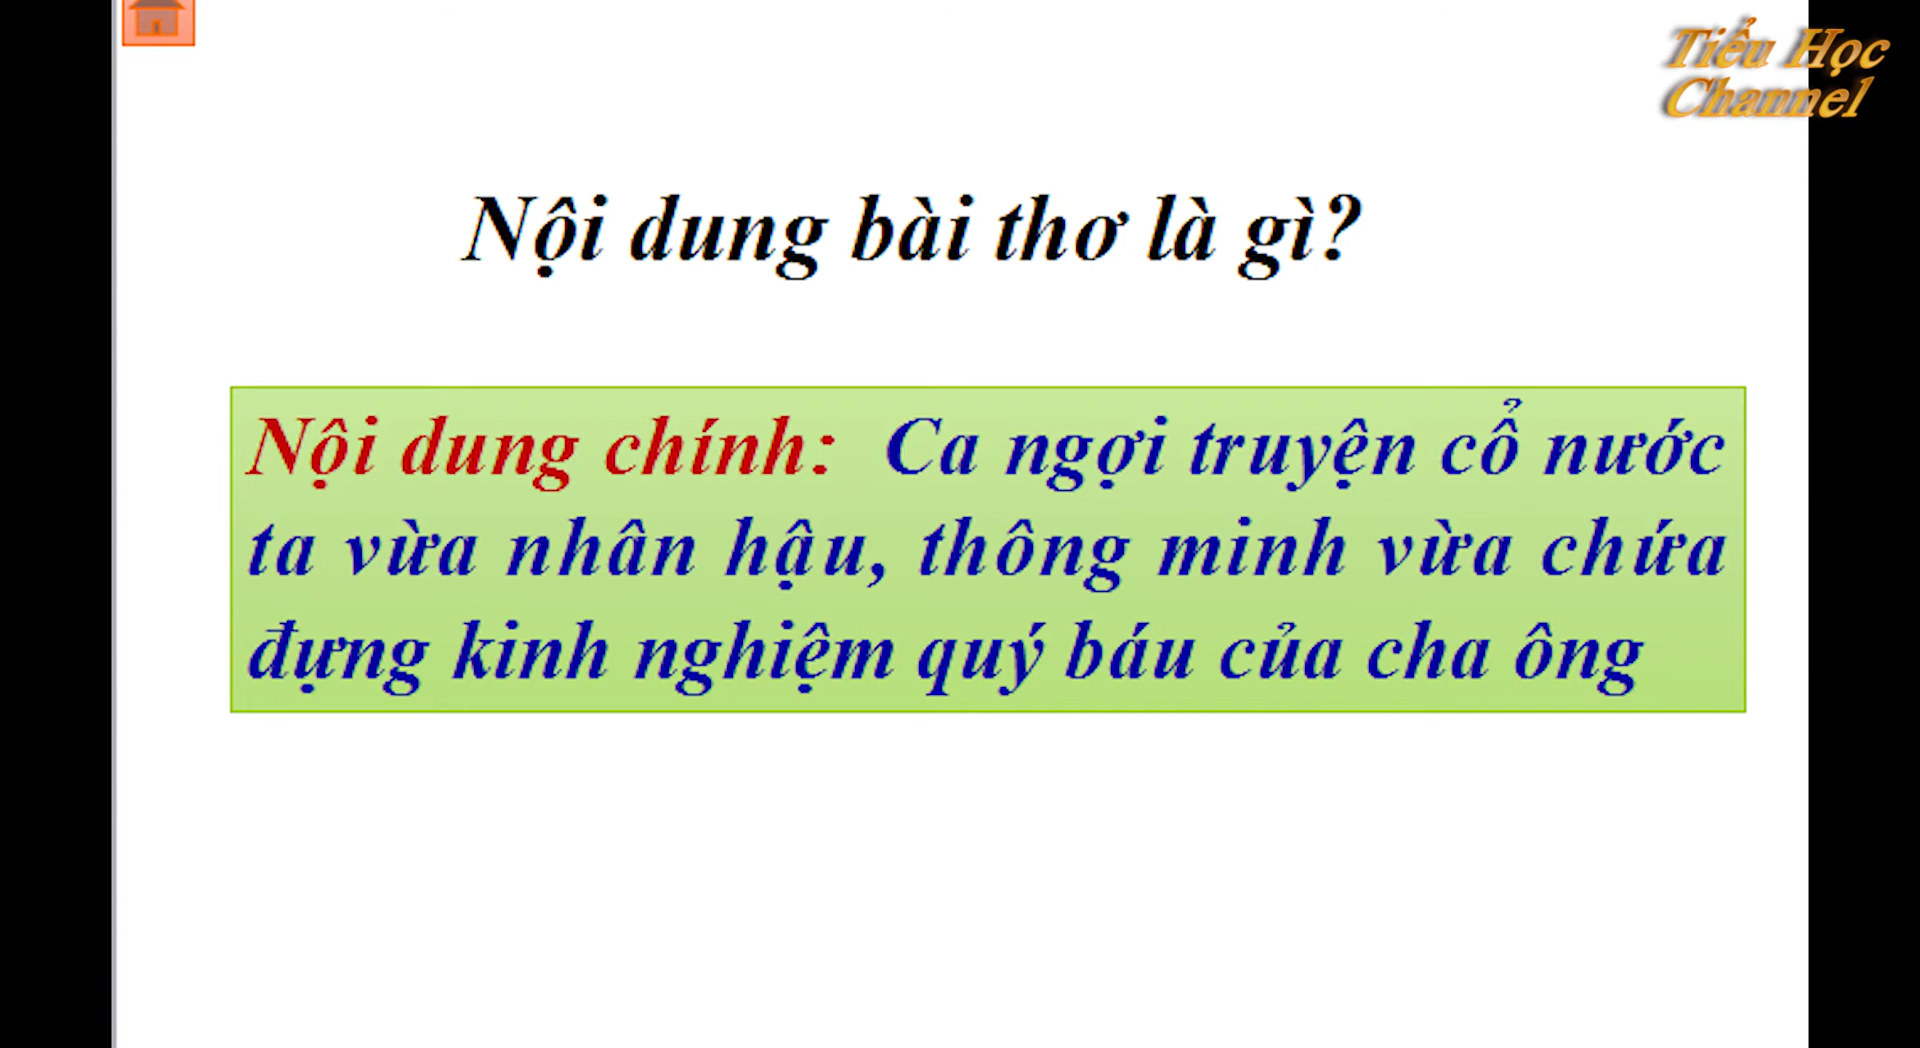 Tiểu Học
Channel
Nội dung bài thơ là gì?
Nội dung chính: Ca ngợi truyện cổ nước
ta vừa nhân hậu, thông minh vừa chứa
đựng kinh nghiệm quý báu của cha ông